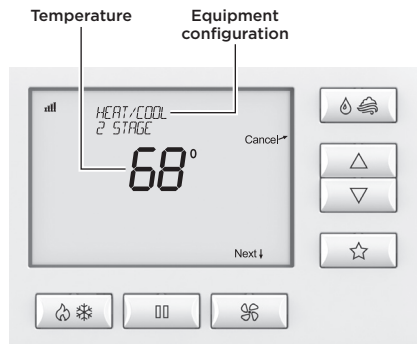 Temperature
Equipment
configuration
HEAT/COOL
2 STAGE
Cancel
68°
Next